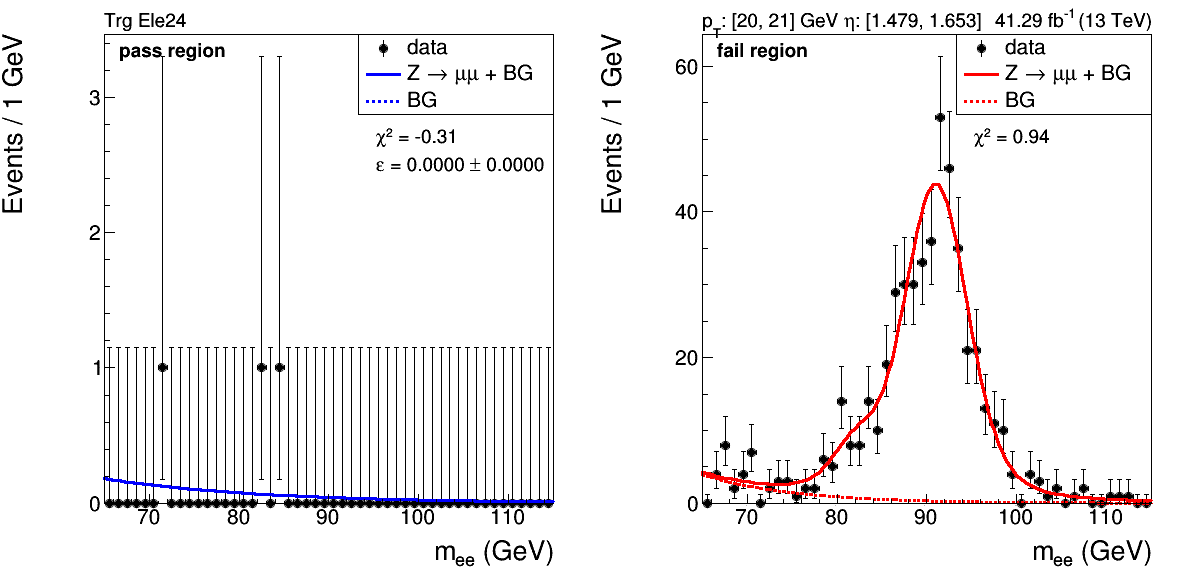 Trg Ele24
Events / 1 GeV
pass region
data
Z → μμ + BG
BG
χ² = -0.31
ε = 0.0000 ± 0.0000
3
2
1
0
70 80 90 100 110
m_ee (GeV)
p_T: [20, 21] GeV η: [1.479, 1.653] 41.29 fb⁻¹ (13 TeV)
Events / 1 GeV
fail region
data
Z → μμ + BG
BG
χ² = 0.94
60
40
20
0
70 80 90 100 110
m_ee (GeV)